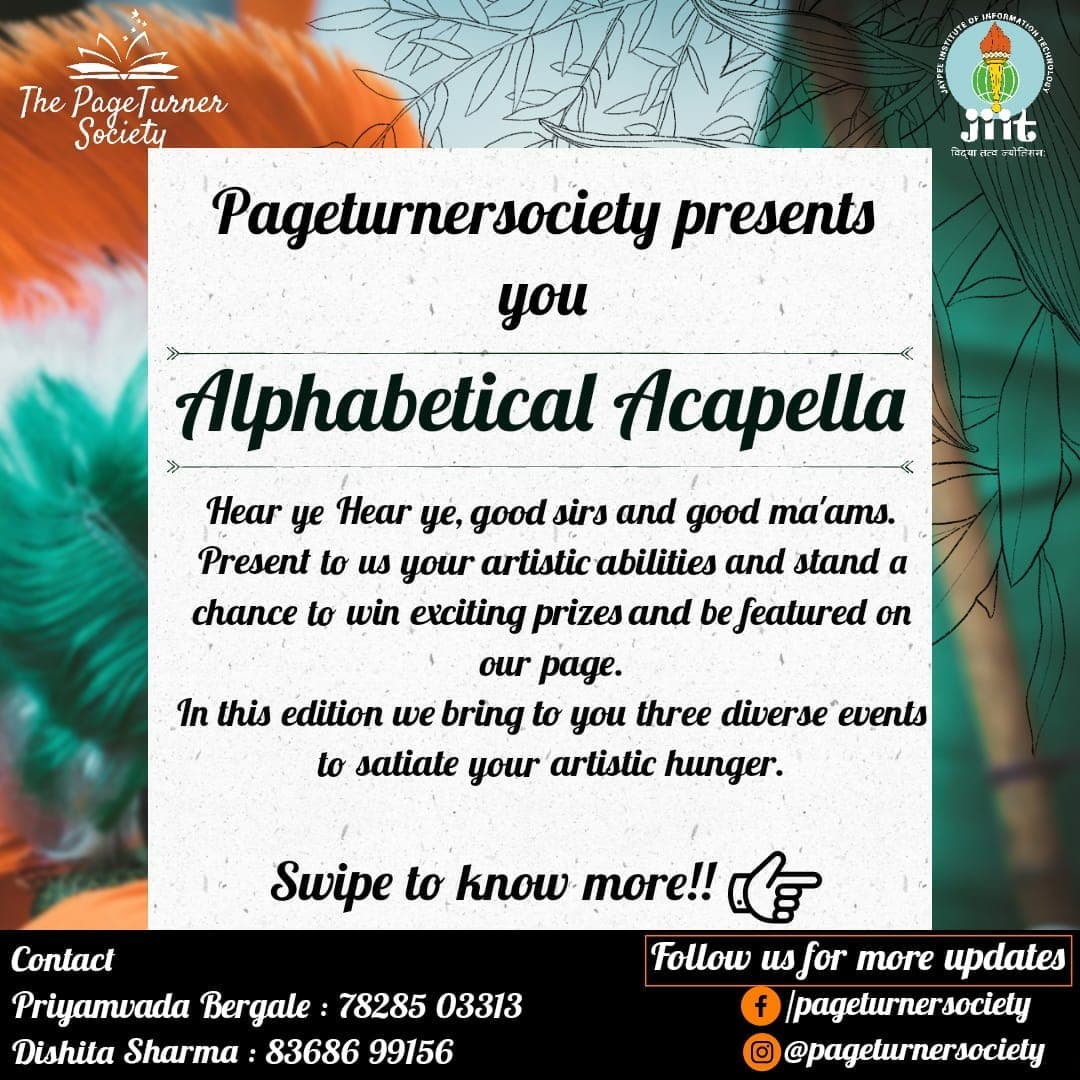 The PageTurner
Society
JAYPEE INSTITUTE OF INFORMATION TECHNOLOGY
jiit
विद्या तत्व ज्योतिसमः
Pageturnersociety presents
you
Alphabetical Acapella
Hear ye Hear ye, good sirs and good ma'ams.
Present to us your artistic abilities and stand a
chance to win exciting prizes and be featured on
our page.
In this edition we bring to you three diverse events
to satiate your artistic hunger.
Swipe to know more!!
Contact
Priyamvada Bergale : 78285 03313
Dishita Sharma : 83686 99156
Follow us for more updates
/pageturnersociety
@pageturnersociety